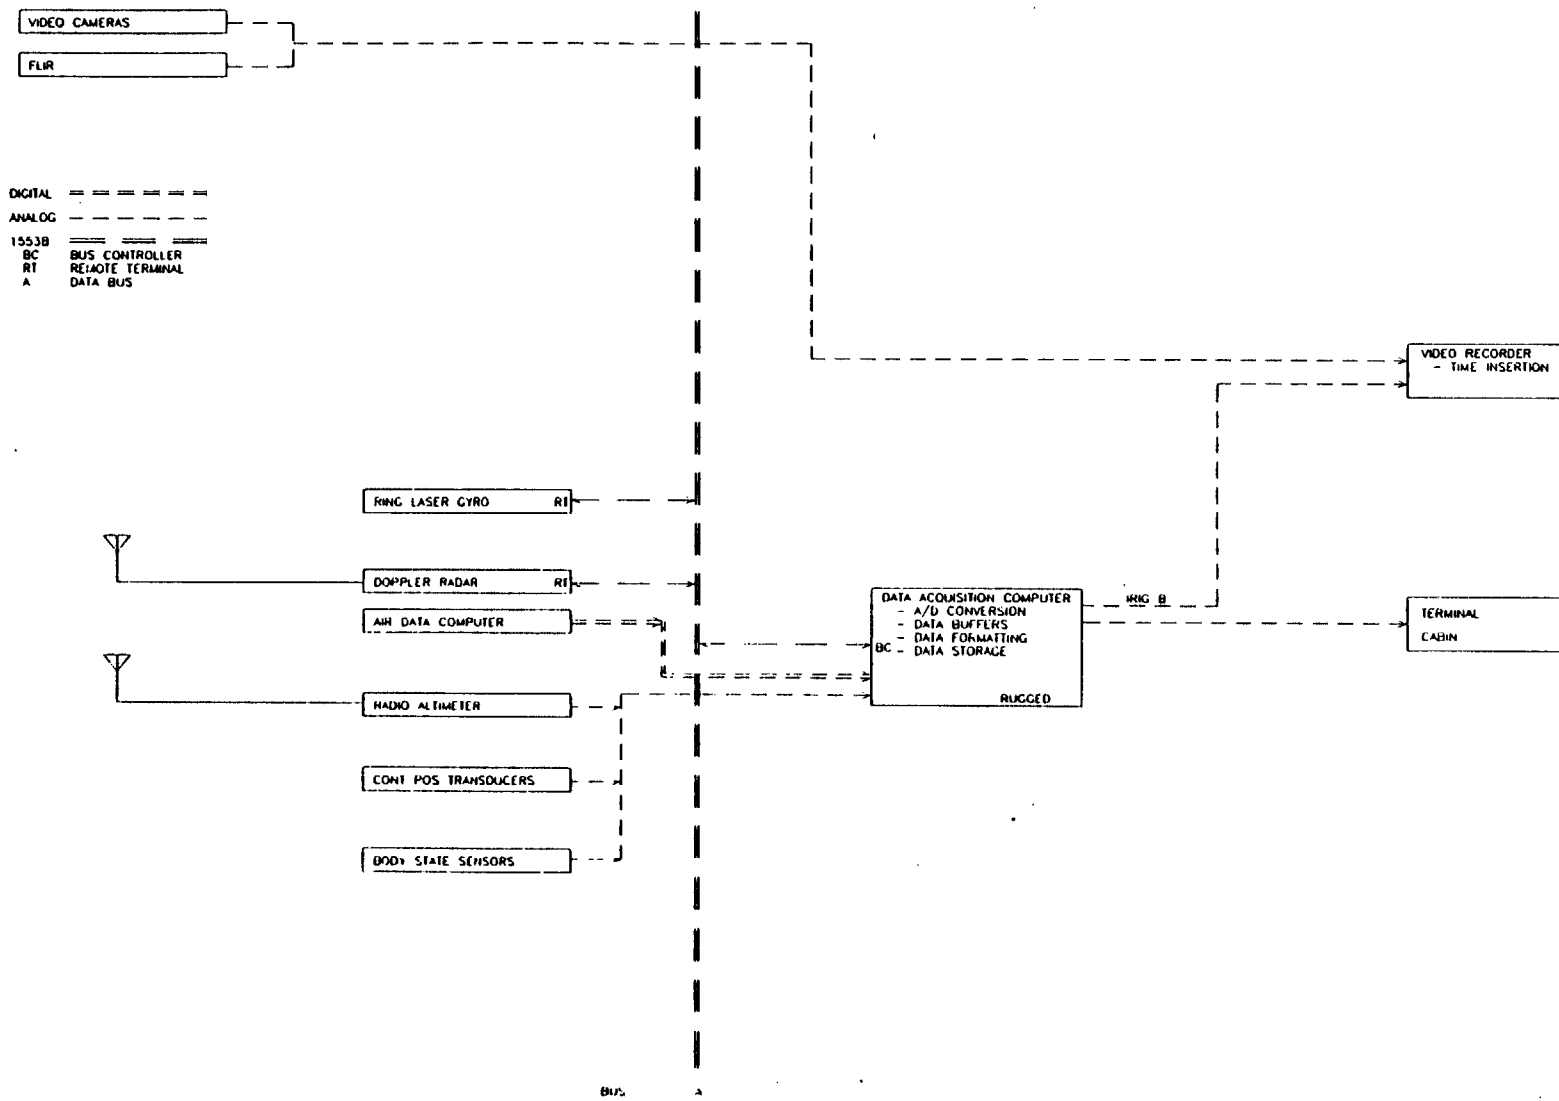 VIDEO CAMERAS
FLIR
DIGITAL
ANALOG
1553B
BC BUS CONTROLLER
RT REMOTE TERMINAL
A DATA BUS
VIDEO RECORDER
- TIME INSERTION
RING LASER GYRO RT
DOPPLER RADAR RT
AIR DATA COMPUTER
RADIO ALTIMETER
CONT POS TRANSDUCERS
BODY STATE SENSORS
DATA ACQUISITION COMPUTER
- A/D CONVERSION
- DATA BUFFERS
- DATA FORMATTING
BC - DATA STORAGE
RUGGED
IRIG B
TERMINAL
CABIN
BUS A